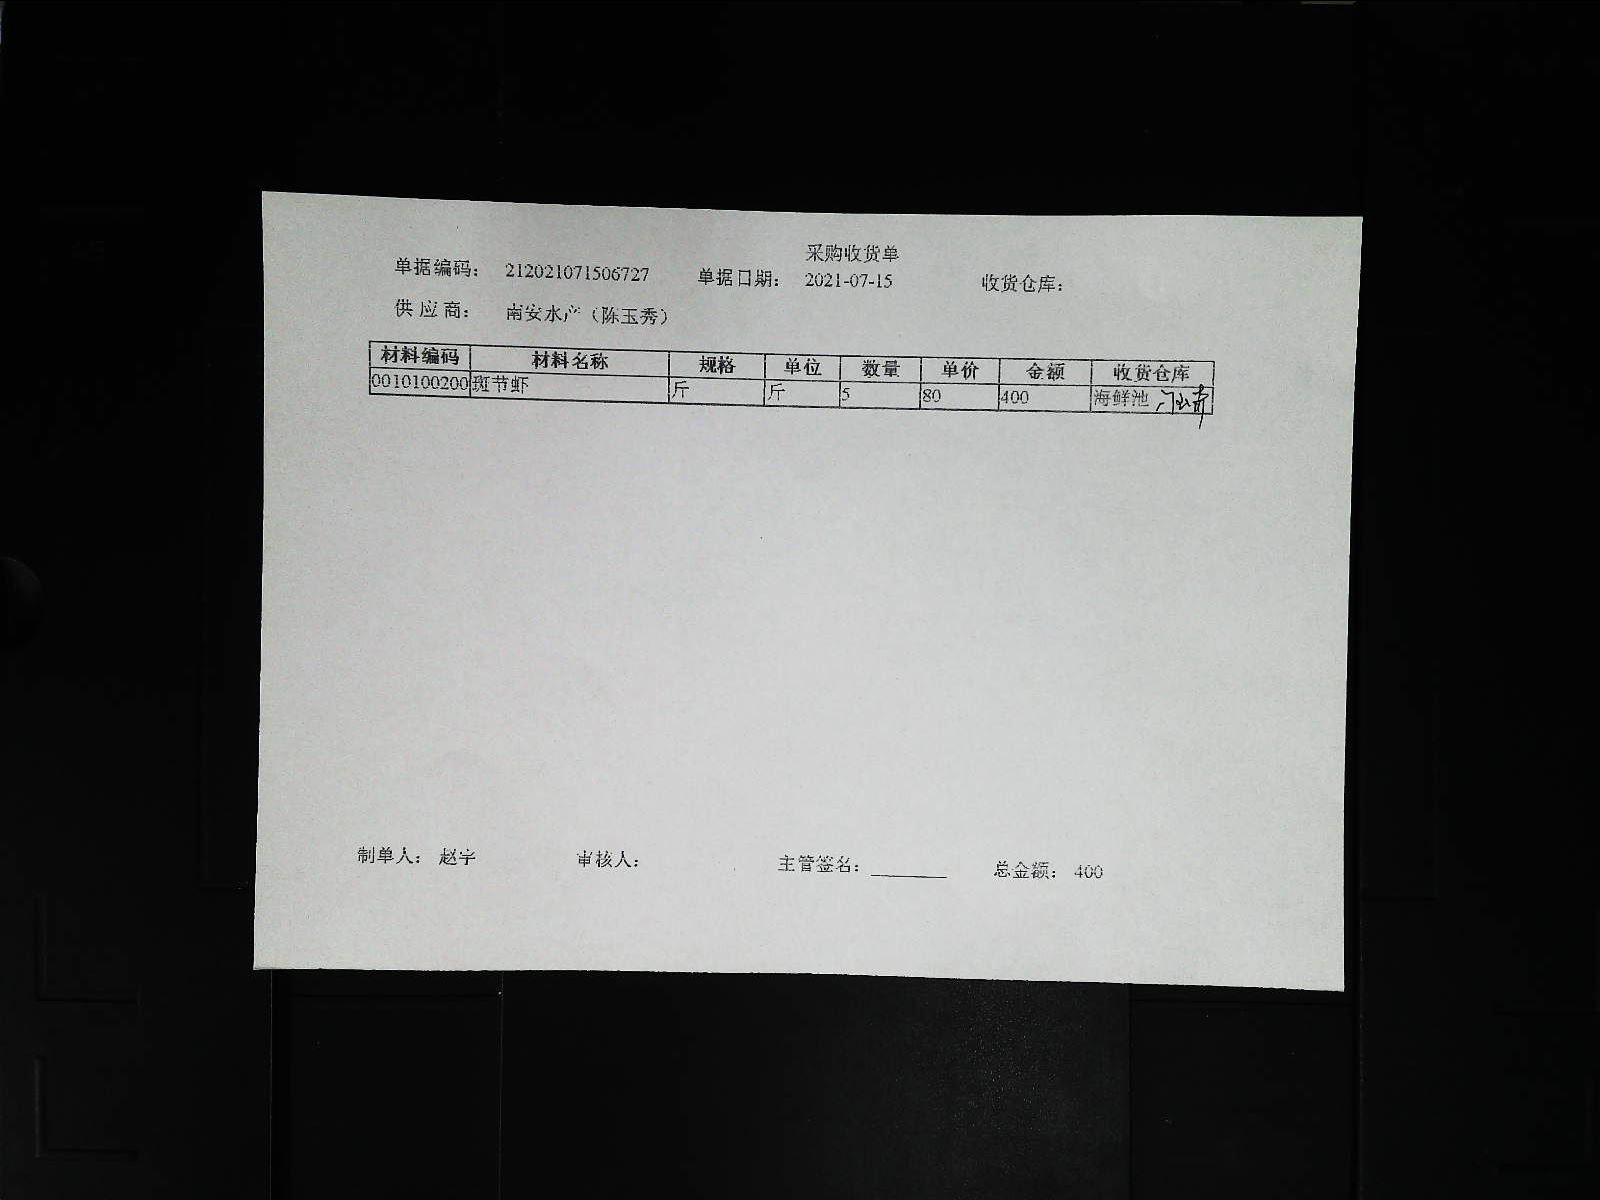 采购收货单
单据编码： 212021071506727 单据日期： 2021-07-15 收货仓库：
供应商： 南安水产（陈玉秀）
材料编码 材料名称 规格 单位 数量 单价 金额 收货仓库
0010100200 斑节虾 斤 斤 5 80 400 海鲜池
制单人： 赵宇 审核人： 主管签名：________ 总金额： 400